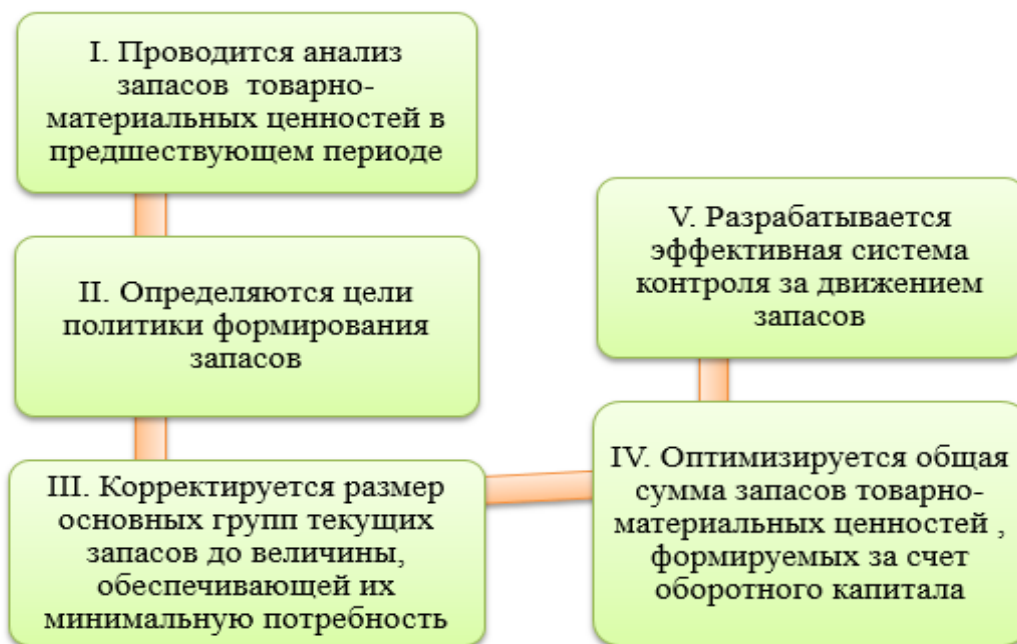 I. Проводится анализ
запасов товарно-
материальных ценностей в
предшествующем периоде
II. Определяются цели
политики формирования
запасов
III. Корректируется размер
основных групп текущих
запасов до величины,
обеспечивающей их
минимальную потребность
IV. Оптимизируется общая
сумма запасов товарно-
материальных ценностей ,
формируемых за счет
оборотного капитала
V. Разрабатывается
эффективная система
контроля за движением
запасов